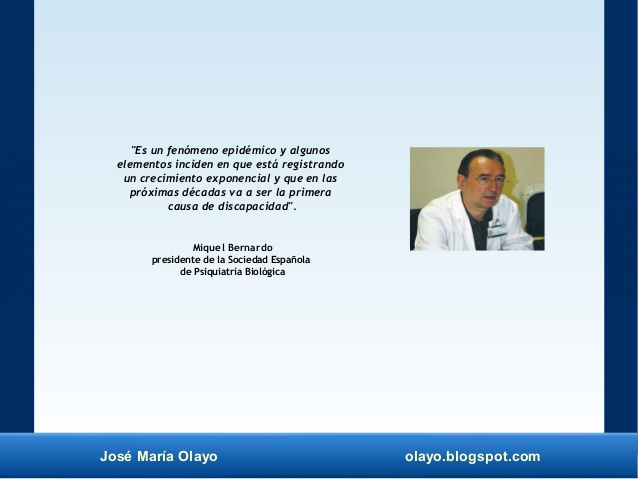 "Es un fenómeno epidémico y algunos
elementos inciden en que está registrando
un crecimiento exponencial y que en las
próximas décadas va a ser la primera
causa de discapacidad".
Miquel Bernardo
presidente de la Sociedad Española
de Psiquiatría Biológica
José María Olayo
olayo.blogspot.com